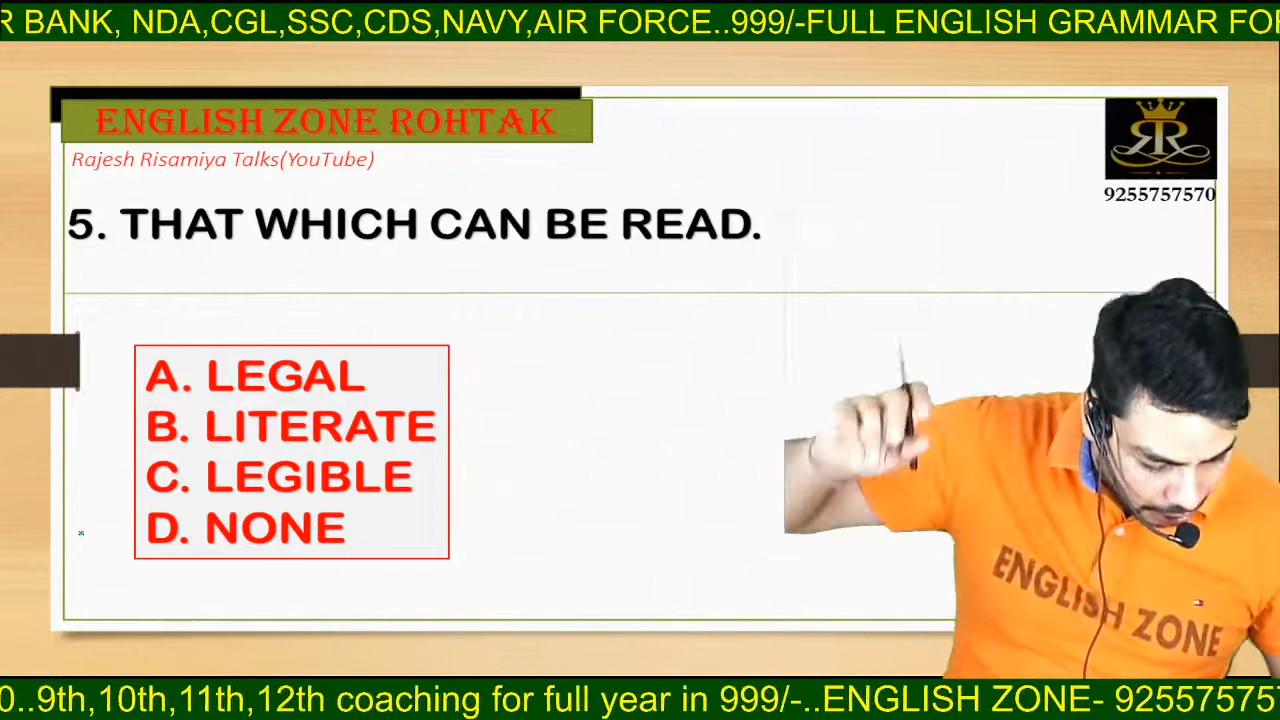 R BANK, NDA,CGL,SSC,CDS,NAVY,AIR FORCE..999/-FULL ENGLISH GRAMMAR FOR
ENGLISH ZONE ROHTAK
Rajesh Risamiya Talks(YouTube)
RR
9255757570
5. THAT WHICH CAN BE READ.
A. LEGAL
B. LITERATE
C. LEGIBLE
D. NONE
ENGLISH ZONE
0..9th,10th,11th,12th coaching for full year in 999/-..ENGLISH ZONE- 92557575